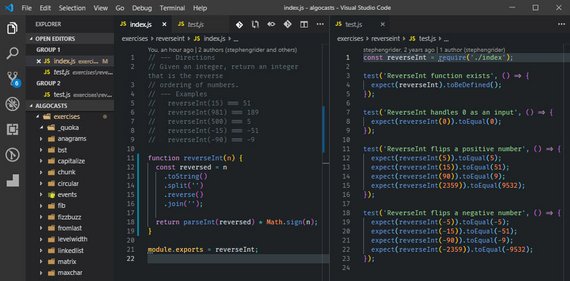 File Edit Selection View Go Debug Terminal Help
index.js - algocasts - Visual Studio Code
EXPLORER
OPEN EDITORS
GROUP 1
index.js exercises\...
test.js exercises\reve...
GROUP 2
test.js exercises\reve...
ALGOCASTS
exercises
_quoka
anagrams
bst
capitalize
chunk
circular
events
fib
fizzbuzz
fromlast
levelwidth
linkedlist
matrix
maxchar
index.js
test.js
exercises > reverseint > index.js > ...
You, an hour ago | 2 authors (stephengrider and others)
1 // --- Directions
2 // Given an integer, return an integer
that is the reverse
3 // ordering of numbers.
4 // --- Examples
5 // reverseInt(15) === 51
6 // reverseInt(981) === 189
7 // reverseInt(500) === 5
8 // reverseInt(-15) === -51
9 // reverseInt(-90) === -9
10
11 function reverseInt(n) {
12 const reversed = n
13 .toString()
14 .split('')
15 .reverse()
16 .join('');
17
18 return parseInt(reversed) * Math.sign(n);
19 }
20
21 module.exports = reverseInt;
22
test.js
exercises > reverseint > test.js > ...
stephengrider, 2 years ago | 1 author (stephengrider)
1 const reverseInt = require('./index');
2
3 test('ReverseInt function exists', () => {
4 expect(reverseInt).toBeDefined();
5 });
6
7 test('ReverseInt handles 0 as an input', () => {
8 expect(reverseInt(0)).toEqual(0);
9 });
10
11 test('ReverseInt flips a positive number', () => {
12 expect(reverseInt(5)).toEqual(5);
13 expect(reverseInt(15)).toEqual(51);
14 expect(reverseInt(90)).toEqual(9);
15 expect(reverseInt(2359)).toEqual(9532);
16 });
17
18 test('ReverseInt flips a negative number', () => {
19 expect(reverseInt(-5)).toEqual(-5);
20 expect(reverseInt(-15)).toEqual(-51);
21 expect(reverseInt(-90)).toEqual(-9);
22 expect(reverseInt(-2359)).toEqual(-9532);
23 });
24